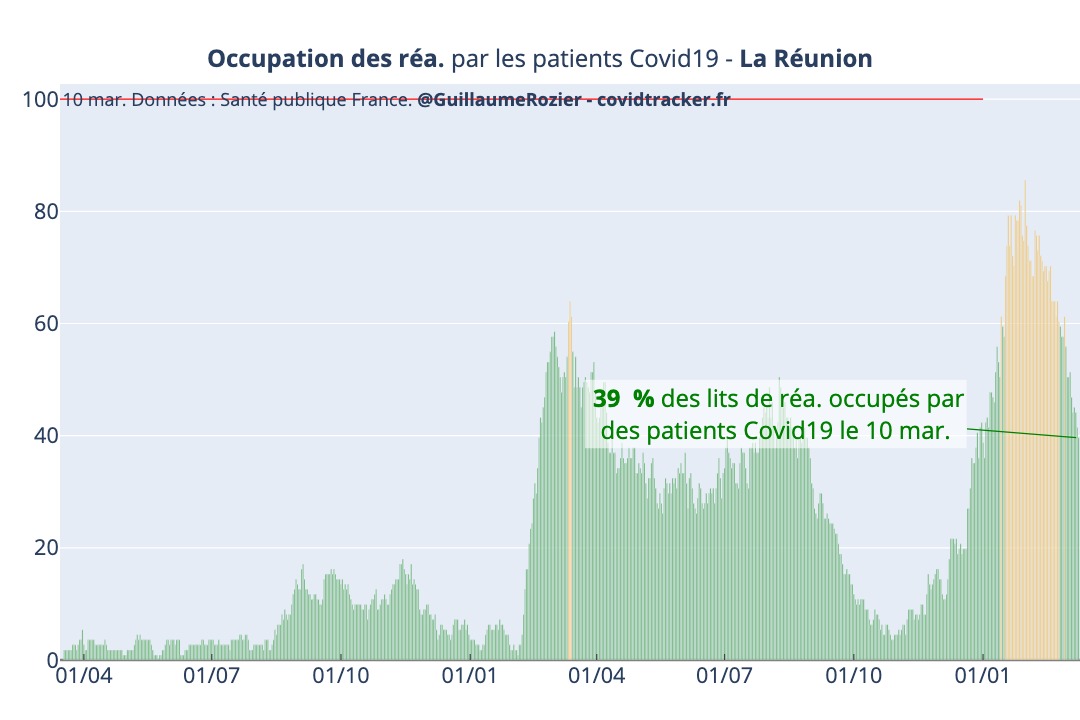 Occupation des réa. par les patients Covid19 - La Réunion
10 mar. Données : Santé publique France. @GuillaumeRozier - covidtracker.fr
100
80
60
40
20
0
39 % des lits de réa. occupés par
des patients Covid19 le 10 mar.
01/04 01/07 01/10 01/01 01/04 01/07 01/10 01/01